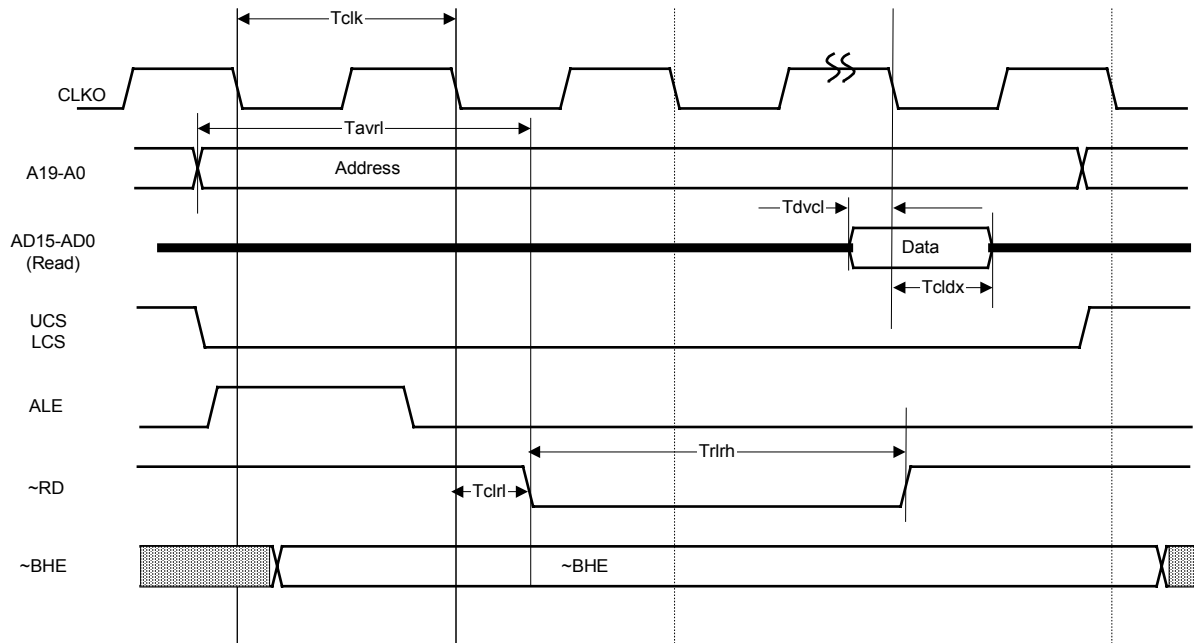 Tclk
CLKO
Tavrl
A19-A0
Address
Tdvcl
AD15-AD0
(Read)
Data
Tcldx
UCS
LCS
ALE
Trlrh
~RD
Tclrl
~BHE
~BHE